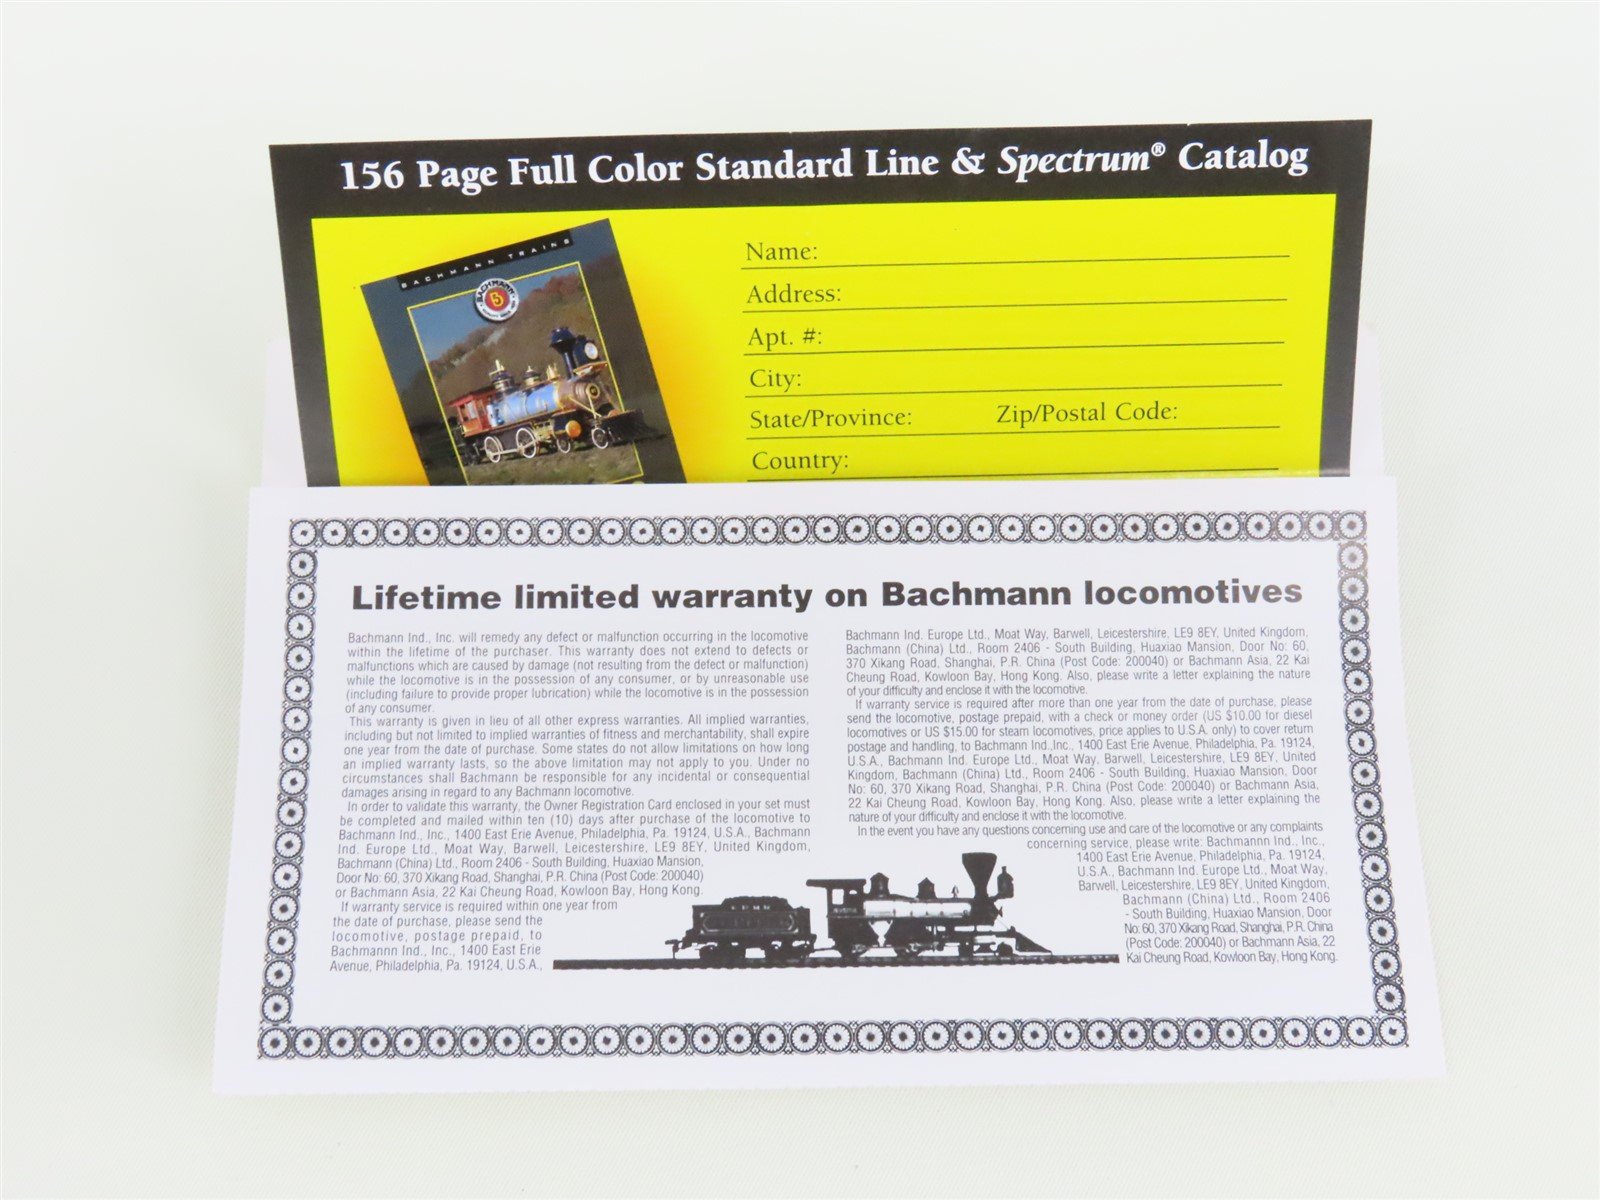 156 Page Full Color Standard Line & Spectrum® Catalog
BACHMANN TRAINS
BACHMANN
Name:
Address:
Apt. #:
City:
State/Province: Zip/Postal Code:
Country:
Lifetime limited warranty on Bachmann locomotives
Bachmann Ind., Inc. will remedy any defect or malfunction occurring in the locomotive
within the lifetime of the purchaser. This warranty does not extend to defects or
malfunctions which are caused by damage (not resulting from the defect or malfunction)
while the locomotive is in the possession of any consumer, or by unreasonable use
(including failure to provide proper lubrication) while the locomotive is in the possession
of any consumer.
This warranty is given in lieu of all other express warranties. All implied warranties,
including but not limited to implied warranties of fitness and merchantability, shall expire
one year from the date of purchase. Some states do not allow limitations on how long
an implied warranty lasts, so the above limitation may not apply to you. Under no
circumstances shall Bachmann be responsible for any incidental or consequential
damages arising in regard to any Bachmann locomotive.
In order to validate this warranty, the Owner Registration Card enclosed in your set must
be completed and mailed within ten (10) days after purchase of the locomotive to
Bachmann Ind., Inc., 1400 East Erie Avenue, Philadelphia, Pa. 19124, U.S.A., Bachmann
Ind. Europe Ltd., Moat Way, Barwell, Leicestershire, LE9 8EY, United Kingdom,
Bachmann (China) Ltd., Room 2406 - South Building, Huaxiao Mansion,
Door No: 60, 370 Xikang Road, Shanghai, P.R. China (Post Code: 200040)
or Bachmann Asia, 22 Kai Cheung Road, Kowloon Bay, Hong Kong.
If warranty service is required within one year from
the date of purchase, please send the
locomotive, postage prepaid, to
Bachmannn Ind., Inc., 1400 East Erie
Avenue, Philadelphia, Pa. 19124, U.S.A.,
Bachmann Ind. Europe Ltd., Moat Way, Barwell, Leicestershire, LE9 8EY, United Kingdom,
Bachmann (China) Ltd., Room 2406 - South Building, Huaxiao Mansion, Door No: 60,
370 Xikang Road, Shanghai, P.R. China (Post Code: 200040) or Bachmann Asia, 22 Kai
Cheung Road, Kowloon Bay, Hong Kong. Also, please write a letter explaining the nature
of your difficulty and enclose it with the locomotive.
If warranty service is required after more than one year from the date of purchase, please
send the locomotive, postage prepaid, with a check or money order (US $10.00 for diesel
locomotives or US $15.00 for steam locomotives, price applies to U.S.A. only) to cover return
postage and handling, to Bachmann Ind.,Inc., 1400 East Erie Avenue, Philadelphia, Pa. 19124,
U.S.A., Bachmann Ind. Europe Ltd., Moat Way, Barwell, Leicestershire, LE9 8EY, United
Kingdom, Bachmann (China) Ltd., Room 2406 - South Building, Huaxiao Mansion, Door
No: 60, 370 Xikang Road, Shanghai, P.R. China (Post Code: 200040) or Bachmann Asia,
22 Kai Cheung Road, Kowloon Bay, Hong Kong. Also, please write a letter explaining the
nature of your difficulty and enclose it with the locomotive.
In the event you have any questions concerning use and care of the locomotive or any complaints
concerning service, please write: Bachmannn Ind., Inc.,
1400 East Erie Avenue, Philadelphia, Pa. 19124,
U.S.A., Bachmann Ind. Europe Ltd., Moat Way,
Barwell, Leicestershire, LE9 8EY, United Kingdom,
Bachmann (China) Ltd., Room 2406
- South Building, Huaxiao Mansion, Door
No: 60, 370 Xikang Road, Shanghai, P.R. China
(Post Code: 200040) or Bachmann Asia, 22
Kai Cheung Road, Kowloon Bay, Hong Kong.